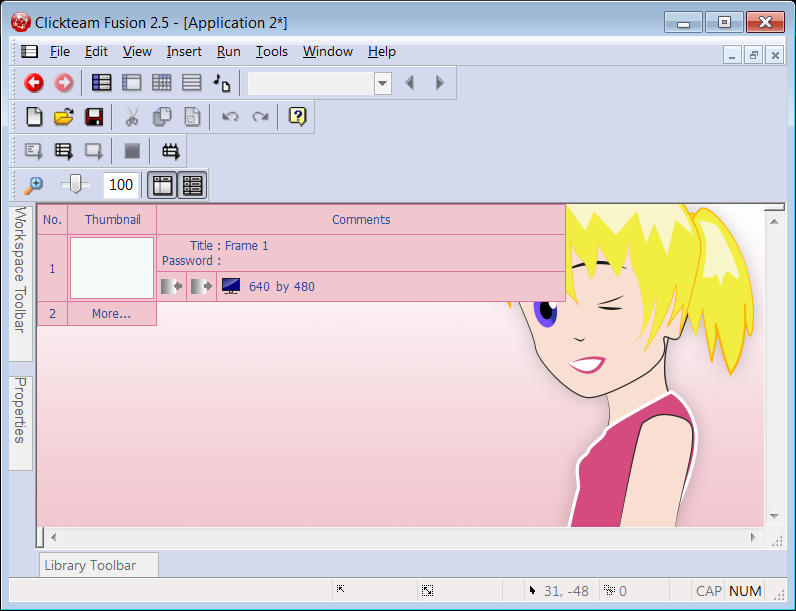 Clickteam Fusion 2.5 - [Application 2*]
File Edit View Insert Run Tools Window Help
100
Workspace Toolbar
Properties
No. Thumbnail Comments
1
Title : Frame 1
Password :
640 by 480
2 More...
Library Toolbar
31, -48 0 CAP NUM